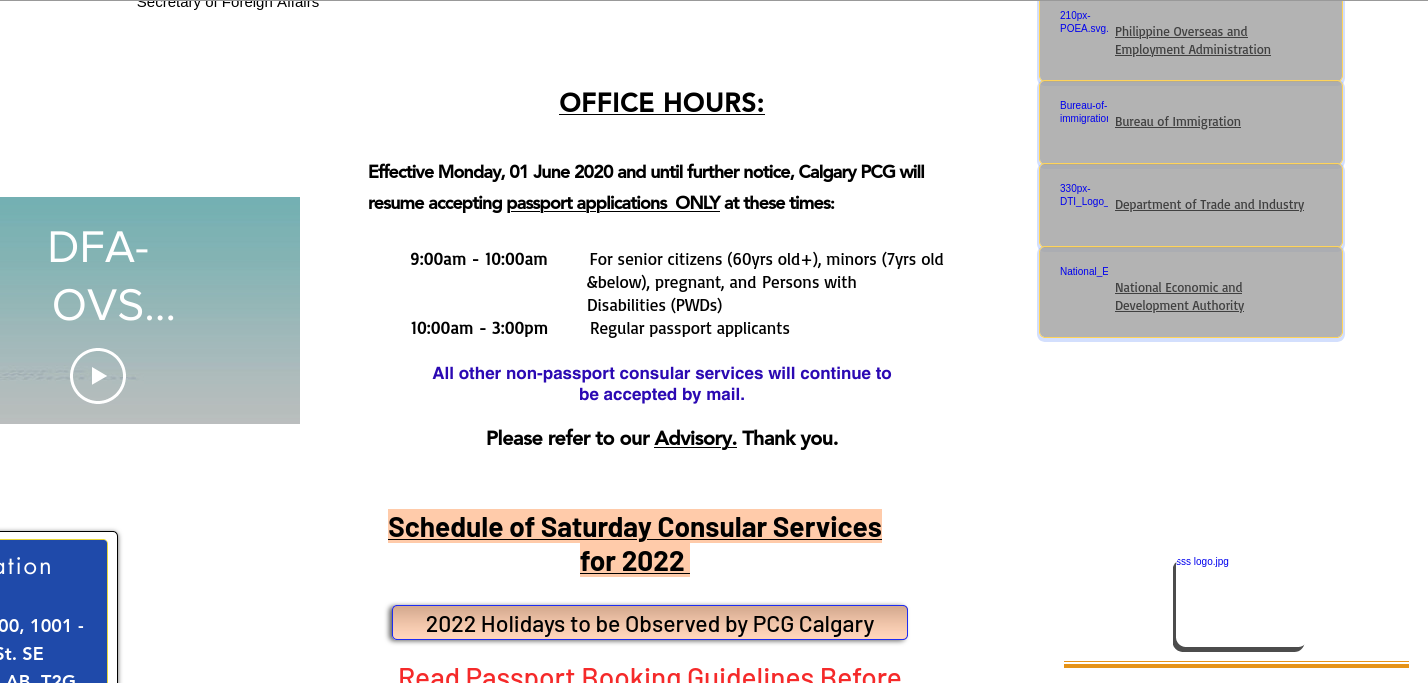 Secretary of Foreign Affairs
OFFICE HOURS:
Effective Monday, 01 June 2020 and until further notice, Calgary PCG will
resume accepting passport applications  ONLY at these times:
9:00am - 10:00am For senior citizens (60yrs old+), minors (7yrs old
&below), pregnant, and Persons with
Disabilities (PWDs)
10:00am - 3:00pm Regular passport applicants
All other non-passport consular services will continue to
be accepted by mail.
Please refer to our Advisory. Thank you.
Schedule of Saturday Consular Services
for 2022
2022 Holidays to be Observed by PCG Calgary
Read Passport Booking Guidelines Before
DFA-
OVS...
ation
00, 1001 -
St. SE
AB, T2G
210px-
POEA.svg.
Philippine Overseas and
Employment Administration
Bureau-of-
immigration
Bureau of Immigration
330px-
DTI_Logo_
Department of Trade and Industry
National_E
National Economic and
Development Authority
sss logo.jpg